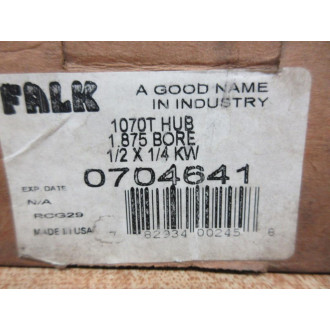 FALK
A GOOD NAME
IN INDUSTRY
1070T HUB
1.875 BORE
1/2 X 1/4 KW
0704641
EXP. DATE
N/A
RCG29
MADE IN USA
82934 00245 8